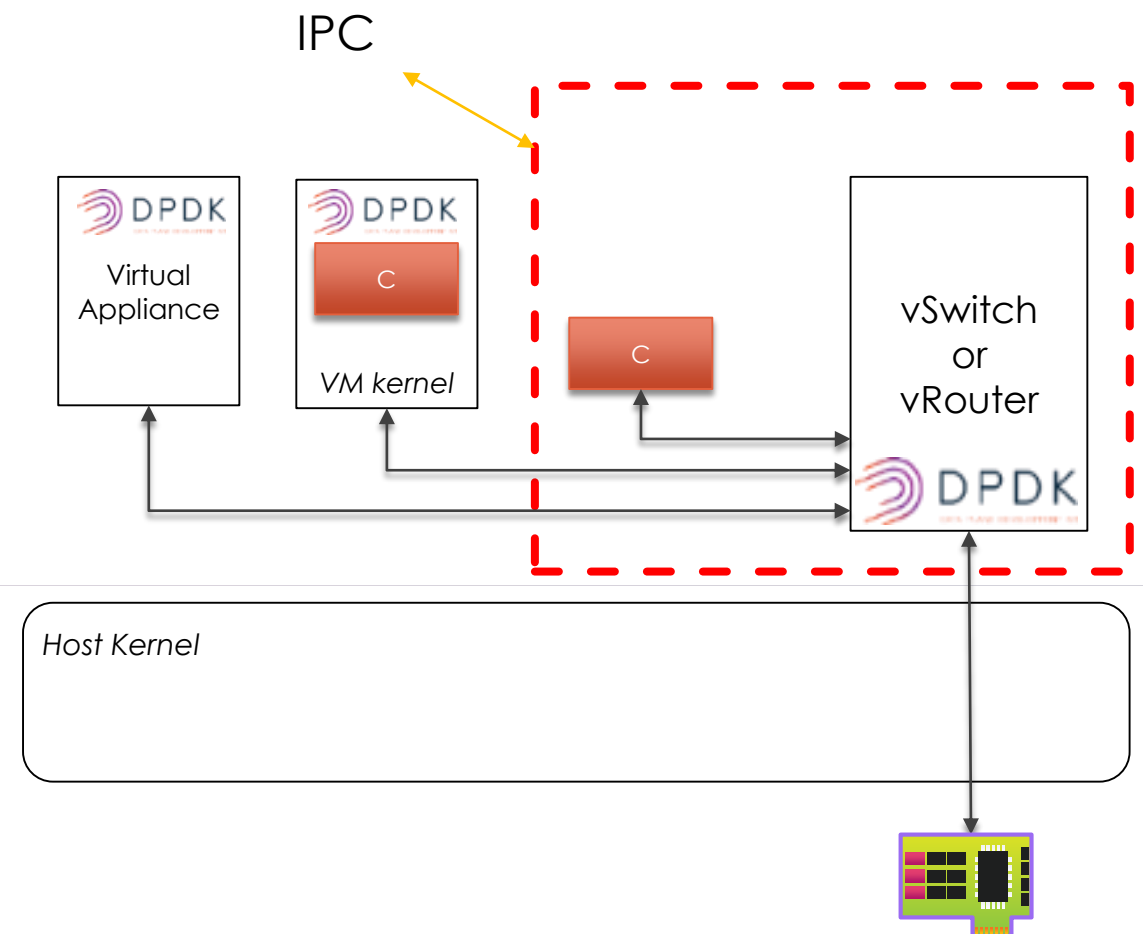 IPC
DPDK
Virtual
Appliance
DPDK
C
VM kernel
C
vSwitch
or
vRouter
DPDK
Host Kernel